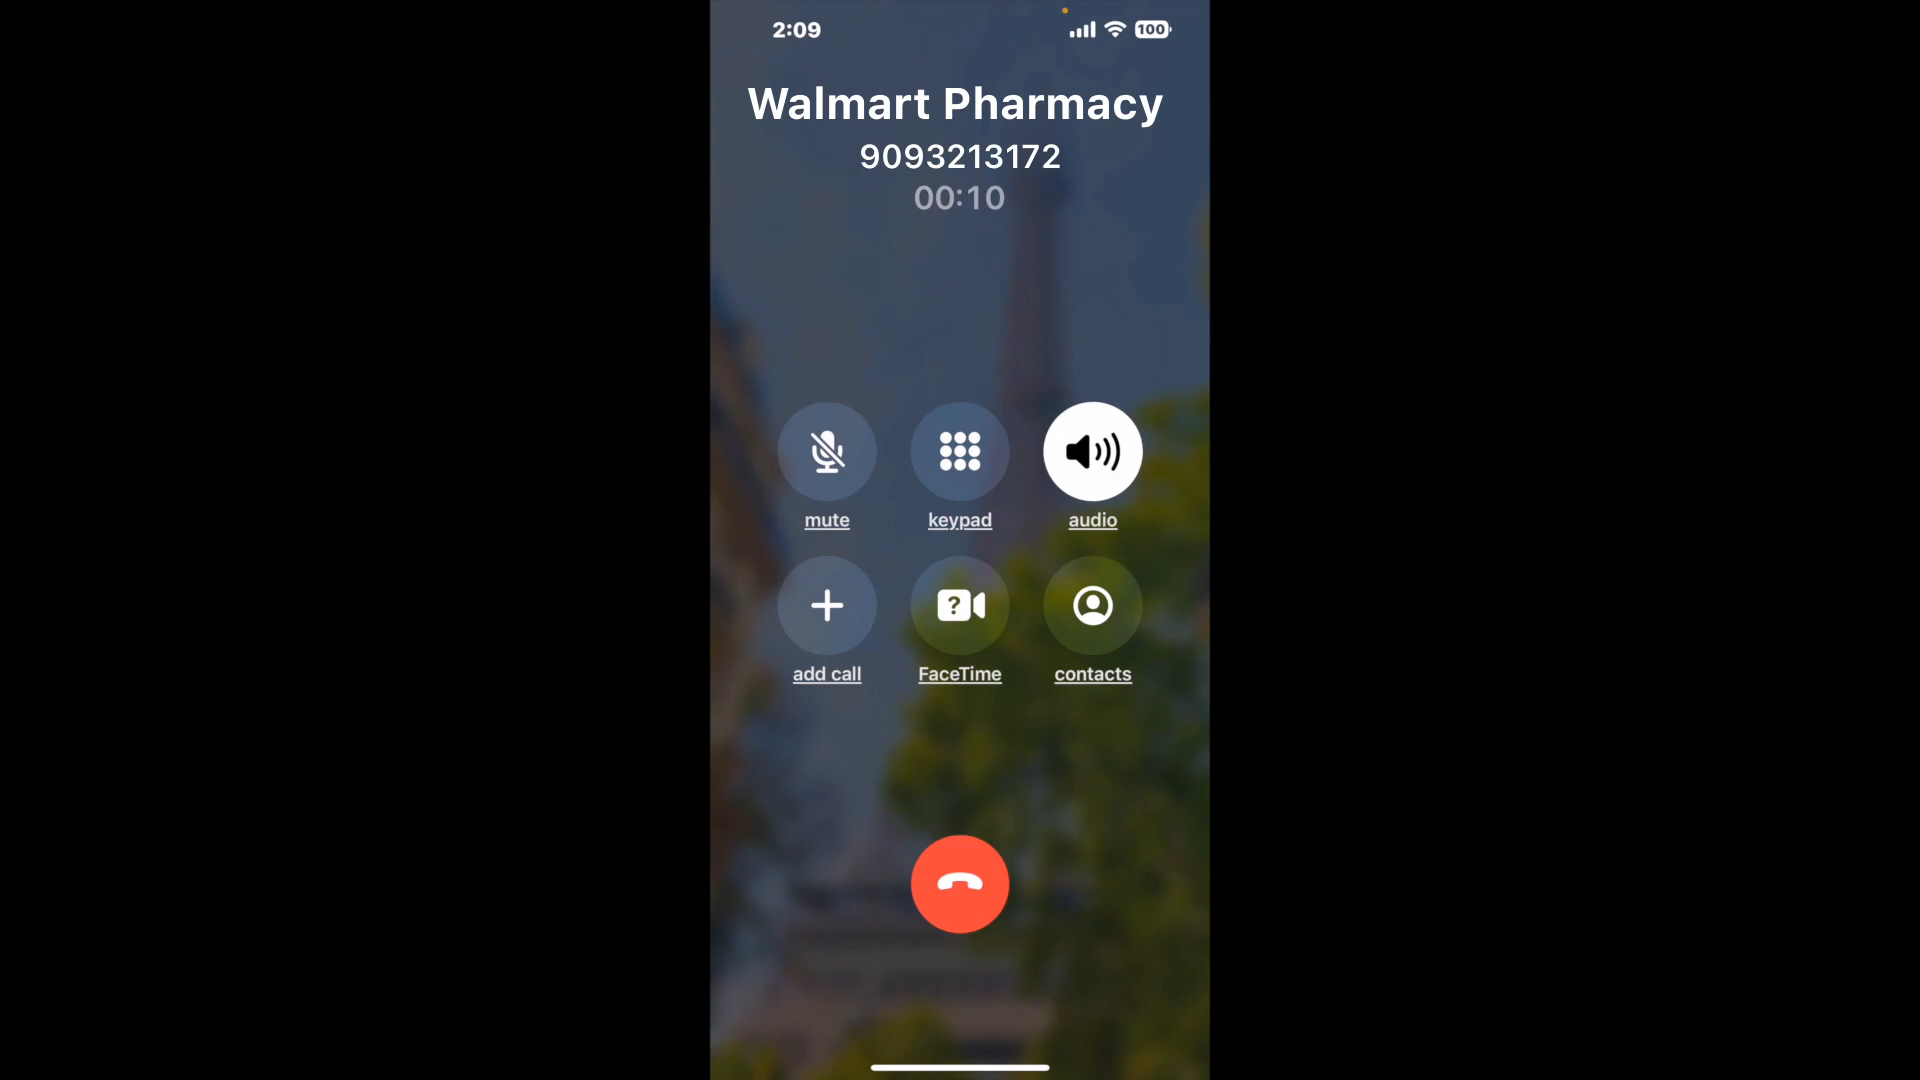 2:09
100
Walmart Pharmacy
9093213172
00:10
mute
keypad
audio
?
add call
FaceTime
contacts